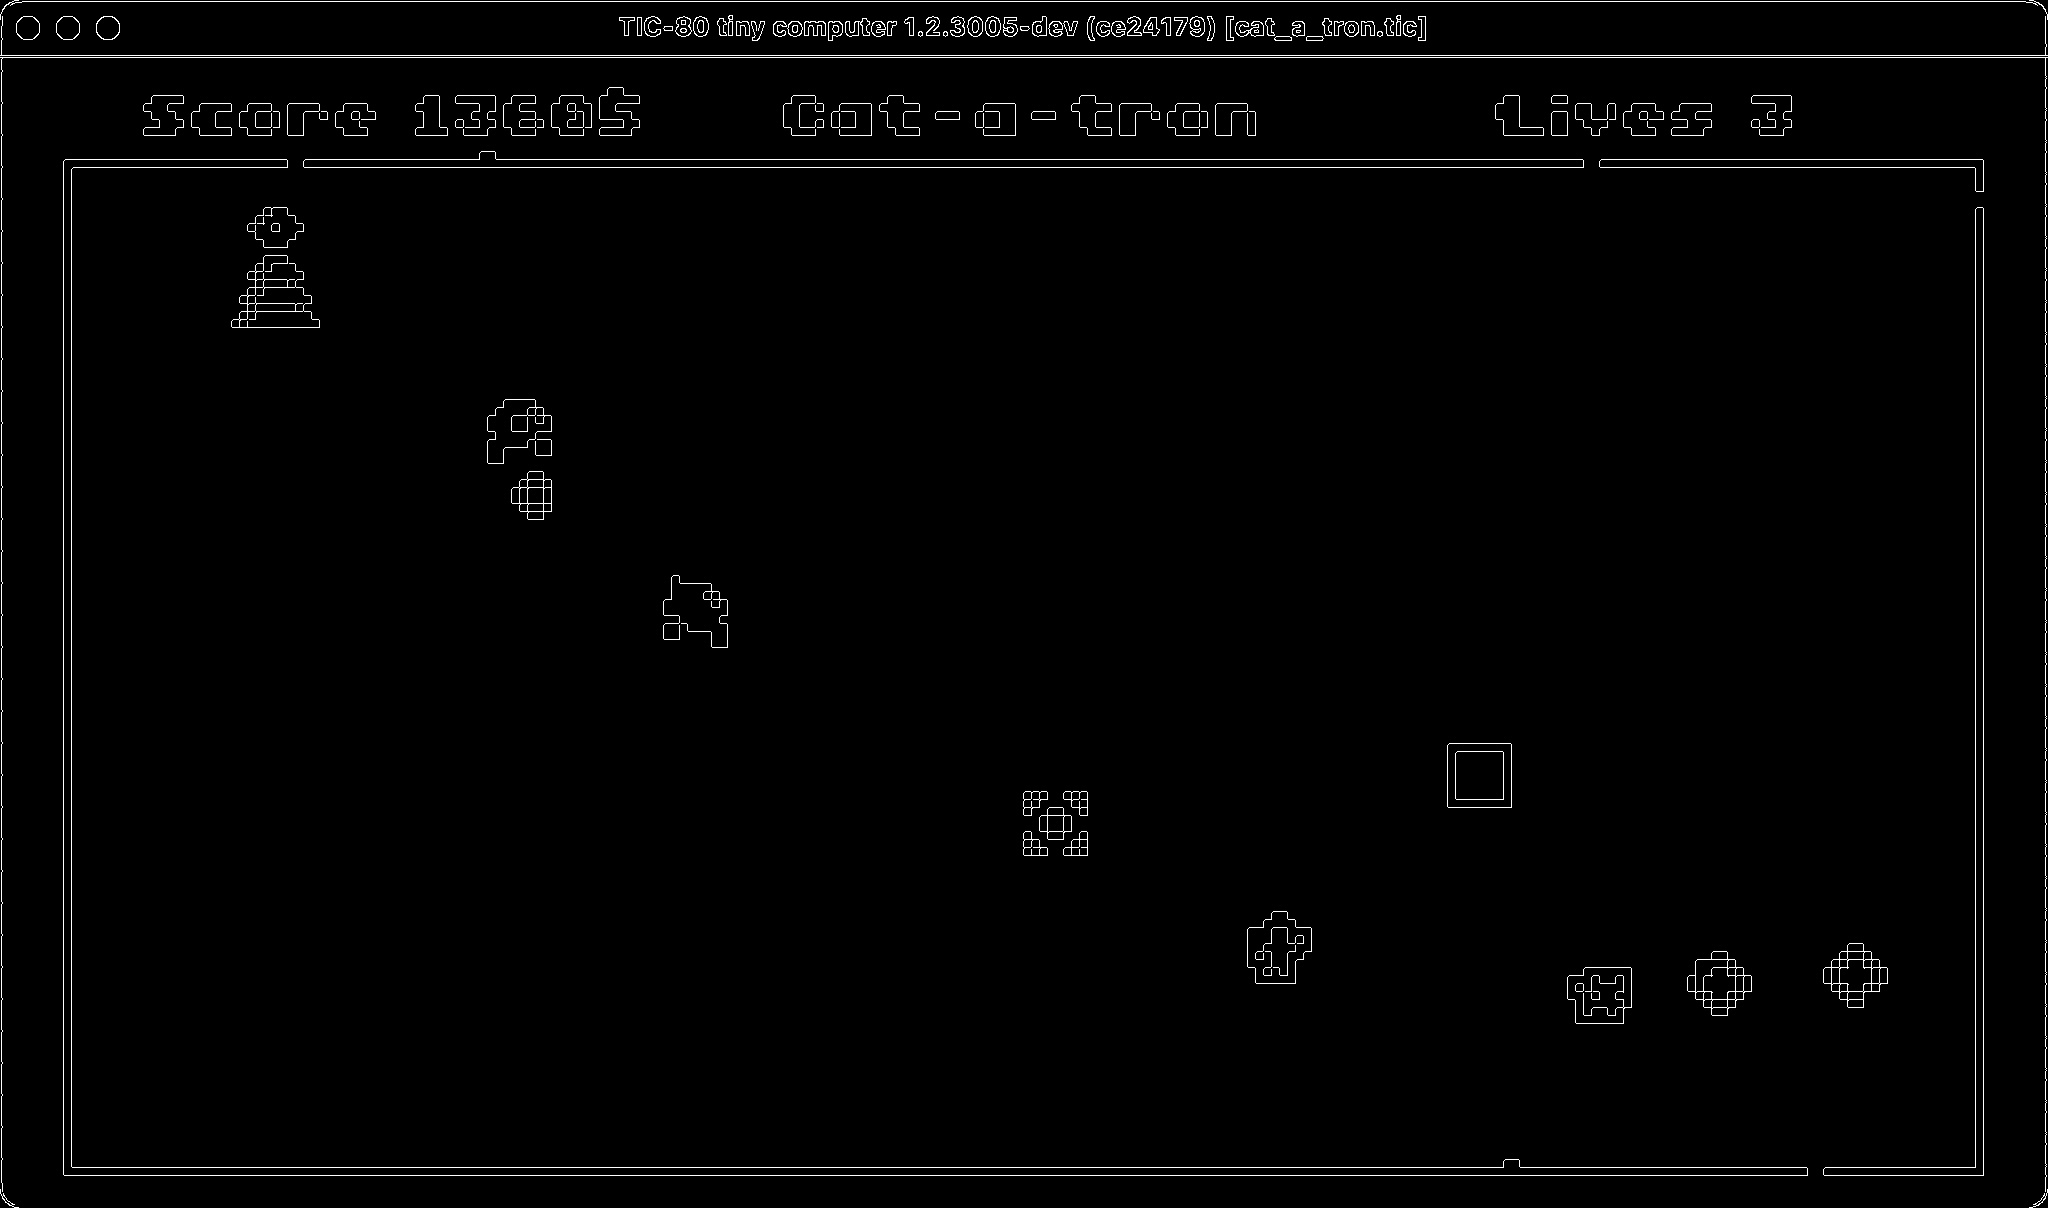 TIC-80 tiny computer 1.2.3005-dev (ce24179) [cat_a_tron.tic]
Score 13605 Cat-a-tron Lives 3